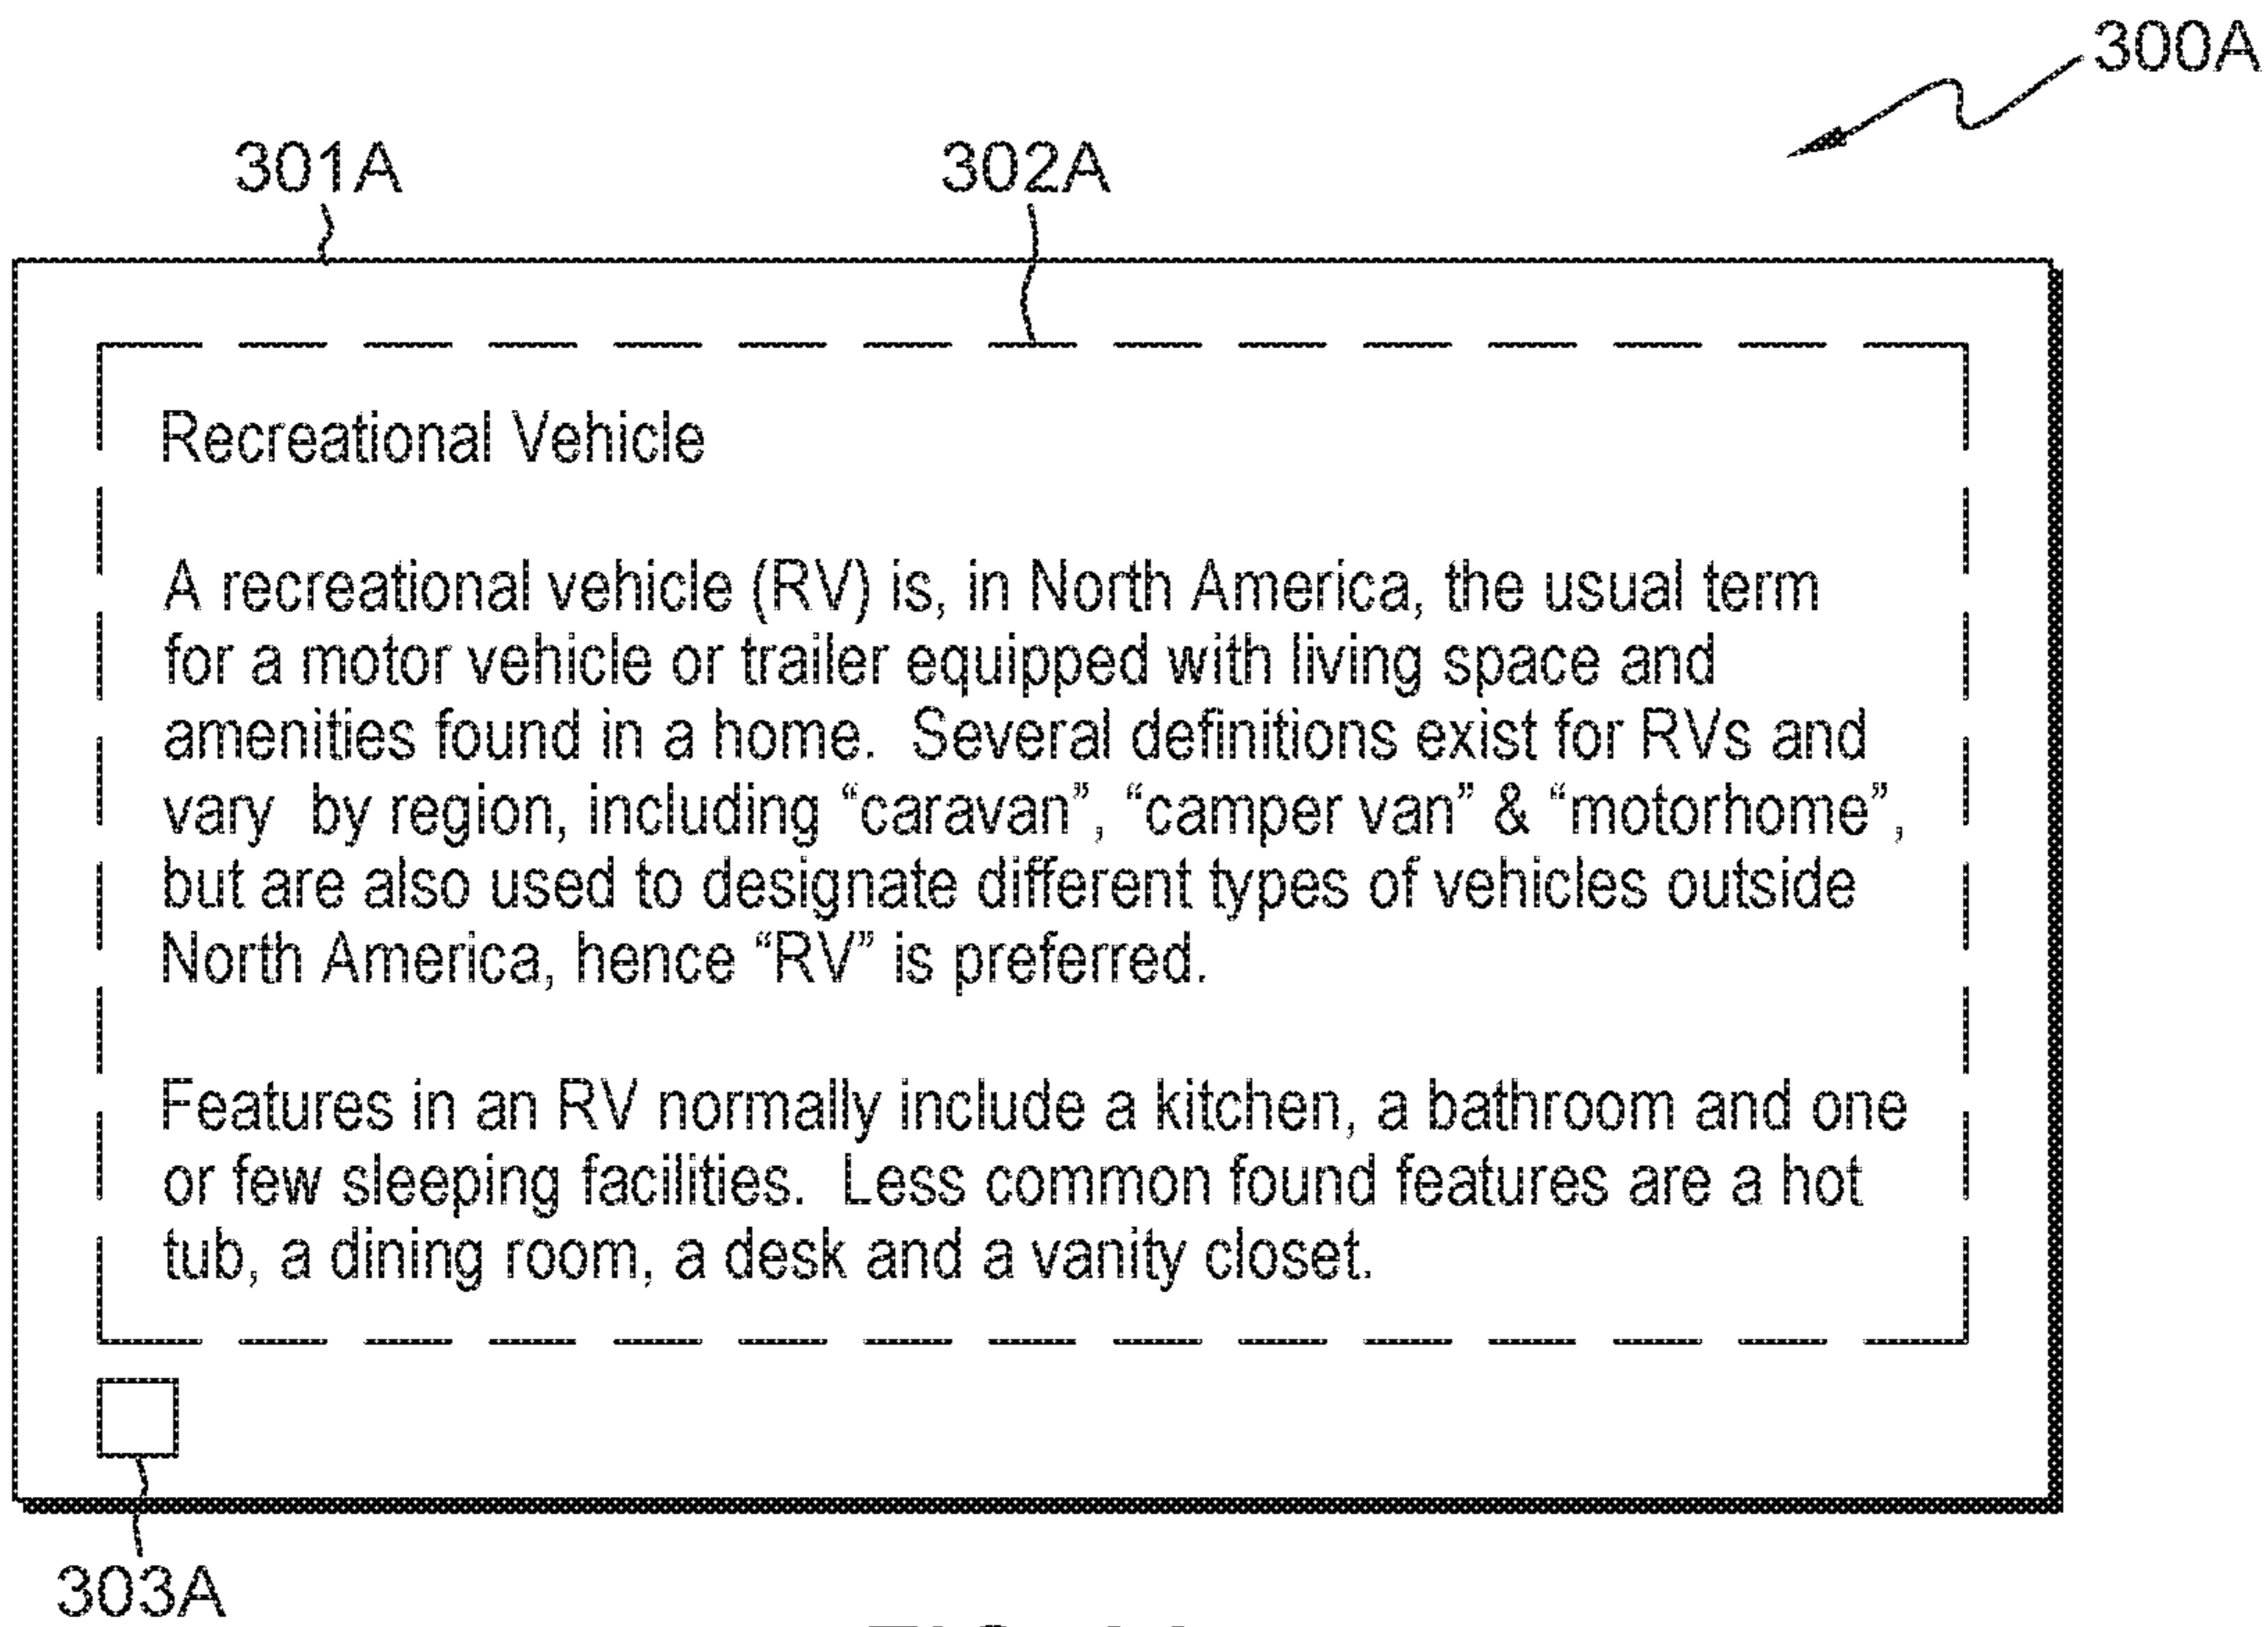 300A
301A
302A
Recreational Vehicle
A recreational vehicle (RV) is, in North America, the usual term
for a motor vehicle or trailer equipped with living space and
amenities found in a home.  Several definitions exist for RVs and
vary  by region, including “caravan”, “camper van” & “motorhome”,
but are also used to designate different types of vehicles outside
North America, hence “RV” is preferred.
Features in an RV normally include a kitchen, a bathroom and one
or few sleeping facilities.  Less common found features are a hot
tub, a dining room, a desk and a vanity closet.
303A